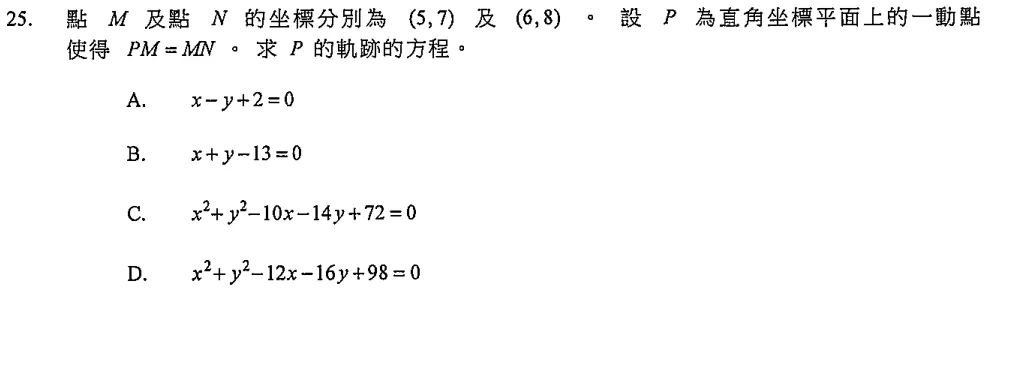 25. 點 M 及點 N 的坐標分別為 (5,7) 及 (6,8) 。 設 P 為直角坐標平面上的一動點
使得 PM = MN 。 求 P 的軌跡的方程。
A. x−y+2=0
B. x+y−13=0
C. x²+y²−10x−14y+72=0
D. x²+y²−12x−16y+98=0